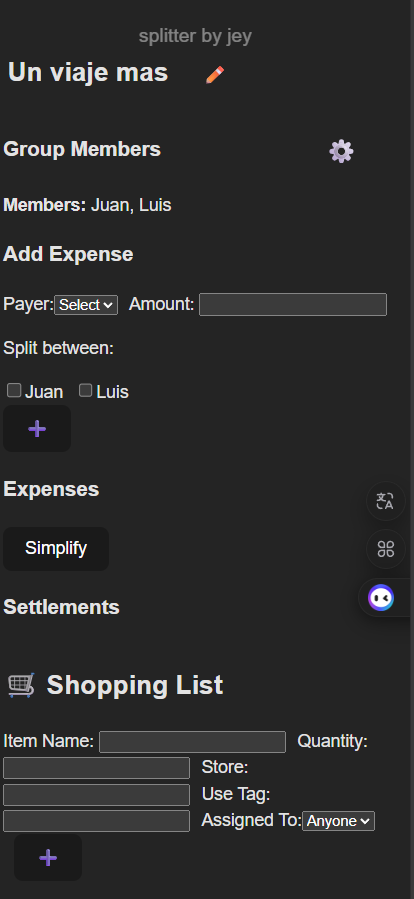 splitter by jey
Un viaje mas
Group Members
Members: Juan, Luis
Add Expense
Payer: Select Amount:
Split between:
Juan Luis
Expenses
Simplify
Settlements
Shopping List
Item Name: Quantity:
Store:
Use Tag:
Assigned To: Anyone